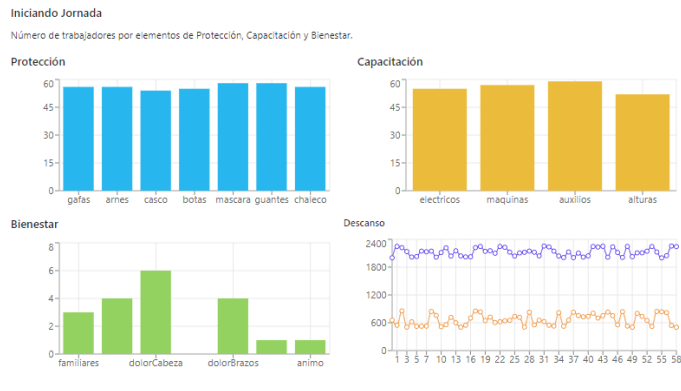 Iniciando Jornada
Número de trabajadores por elementos de Protección, Capacitación y Bienestar.
Protección
60
45
30
15
0
gafas arnes casco botas mascara guantes chaleco
Capacitación
60
45
30
15
0
electricos maquinas auxilios alturas
Bienestar
8
6
4
2
0
familiares dolorCabeza dolorBrazos animo
Descanso
2400
1800
1200
600
0
1 3 5 7 10 13 16 19 22 25 28 31 34 37 40 43 46 49 52 55 58